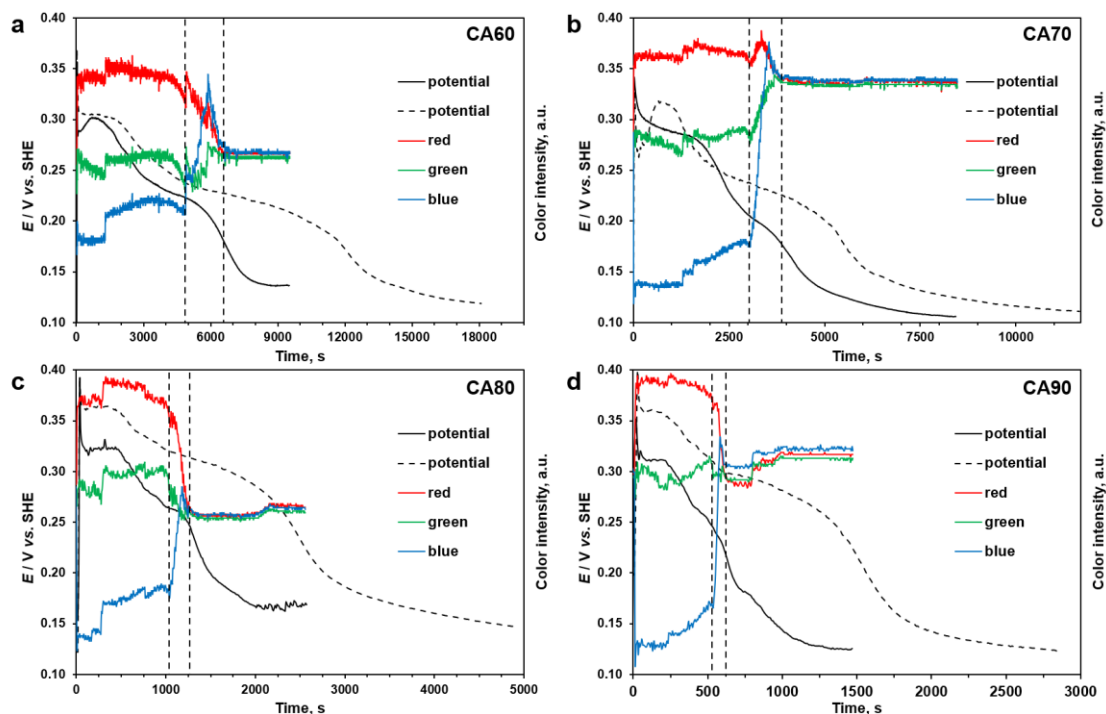 a
CA60
0.40
0.35
0.30
0.25
0.20
0.15
0.10
E / V vs. SHE
Color intensity, a.u.
potential
potential
red
green
blue
0 3000 6000 9000 12000 15000 18000
Time, s
b
CA70
0.40
0.35
0.30
0.25
0.20
0.15
0.10
E / V vs. SHE
Color intensity, a.u.
potential
potential
red
green
blue
0 2500 5000 7500 10000
Time, s
c
CA80
0.40
0.35
0.30
0.25
0.20
0.15
0.10
E / V vs. SHE
Color intensity, a.u.
potential
potential
red
green
blue
0 1000 2000 3000 4000 5000
Time, s
d
CA90
0.40
0.35
0.30
0.25
0.20
0.15
0.10
E / V vs. SHE
Color intensity, a.u.
potential
potential
red
green
blue
0 500 1000 1500 2000 2500 3000
Time, s